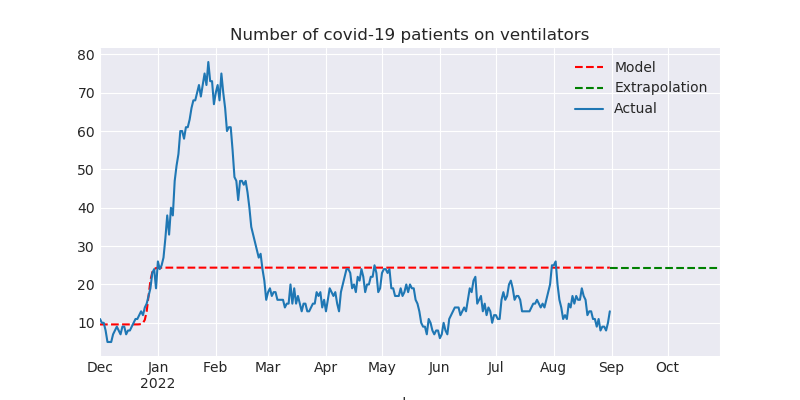 Number of covid-19 patients on ventilators
80
70
60
50
40
30
20
10
Model
Extrapolation
Actual
Dec Jan Feb Mar Apr May Jun Jul Aug Sep Oct
2022